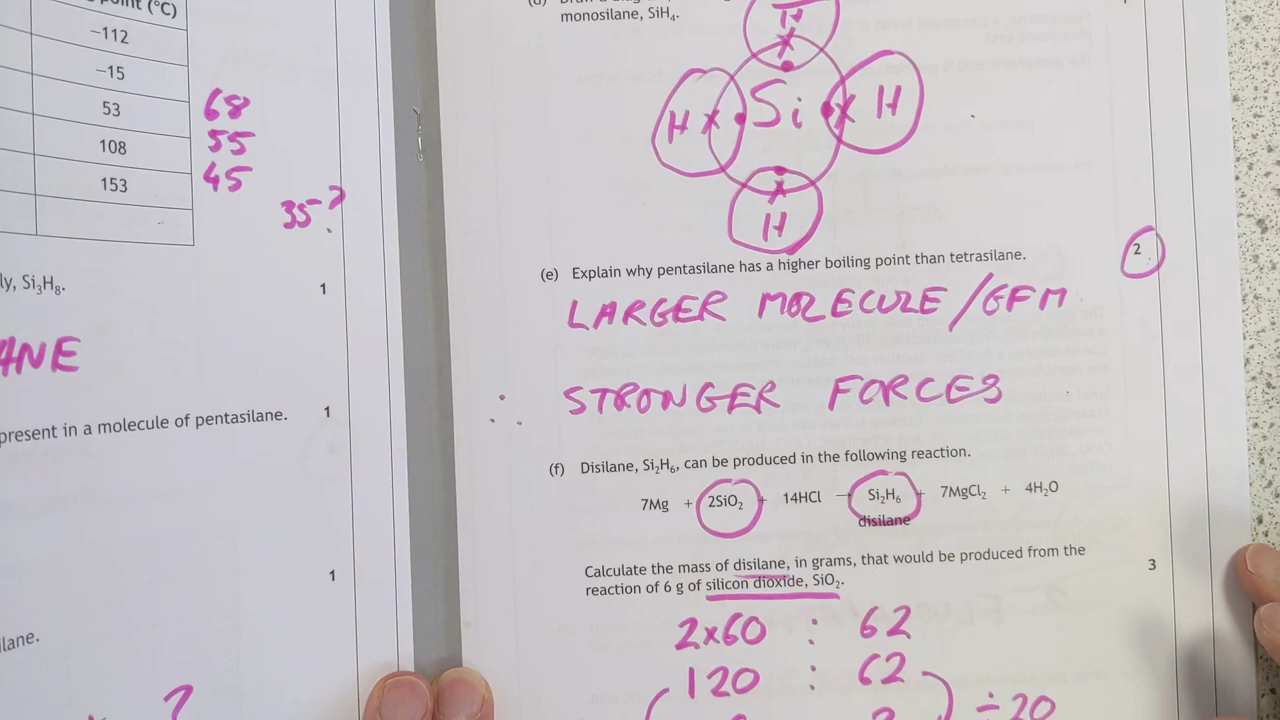 point (°C)
-112
-15
53
108
153
68
55
45
35?
ly, Si₃H₈.
1
ANE
present in a molecule of pentasilane.
1
1
ilane.
?
monosilane, SiH₄.
H
H
Si
H
H
(e) Explain why pentasilane has a higher boiling point than tetrasilane.
2
LARGER MOLECULE/GFM
∴ STRONGER FORCES
(f) Disilane, Si₂H₆, can be produced in the following reaction.
7Mg + 2SiO₂ + 14HCl → Si₂H₆ + 7MgCl₂ + 4H₂O
disilane
Calculate the mass of disilane, in grams, that would be produced from the
reaction of 6 g of silicon dioxide, SiO₂.
3
2×60 : 62
120 : 62
÷20